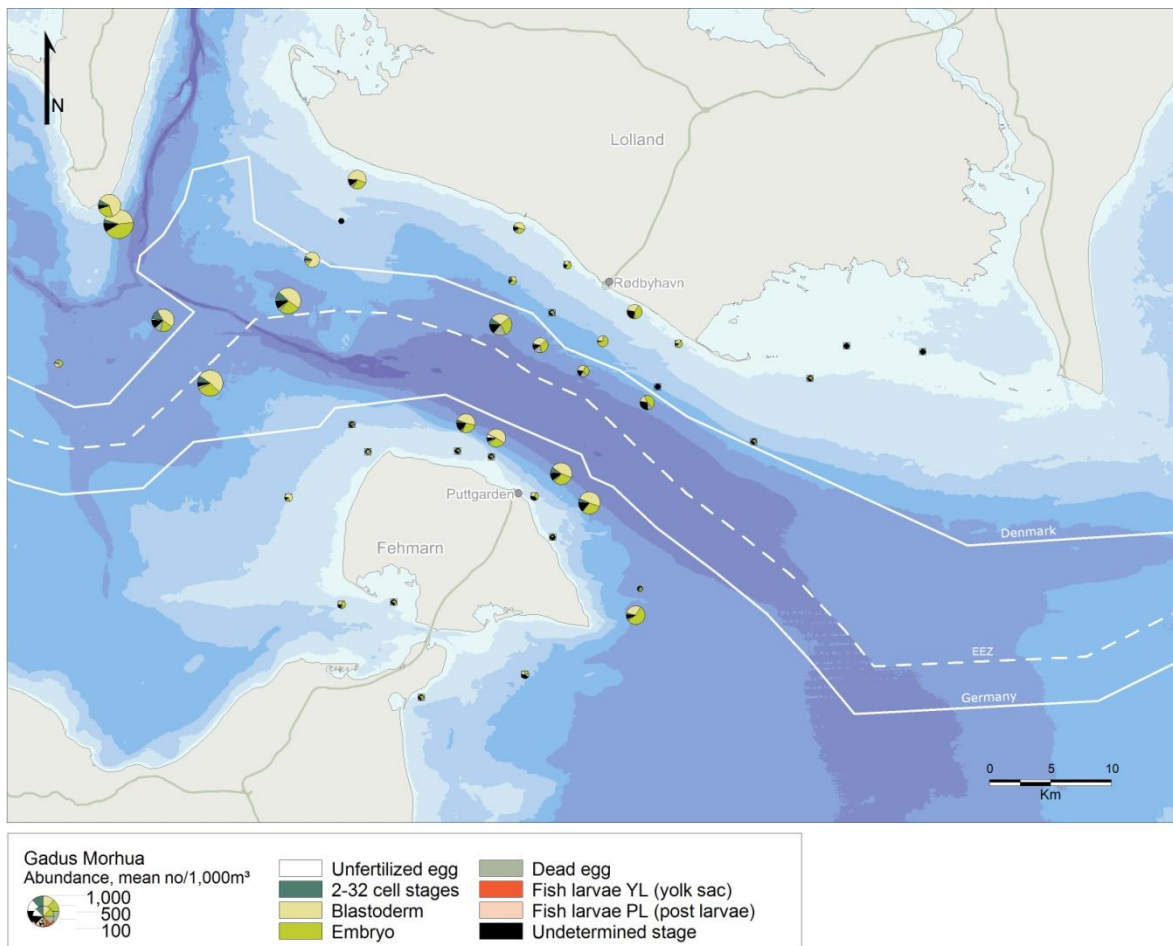 N
Lolland
Rødbyhavn
Puttgarden
Fehmarn
Denmark
EEZ
Germany
0 5 10
Km
Gadus Morhua
Abundance, mean no/1,000m³
1,000
500
100
Unfertilized egg
2-32 cell stages
Blastoderm
Embryo
Dead egg
Fish larvae YL (yolk sac)
Fish larvae PL (post larvae)
Undetermined stage